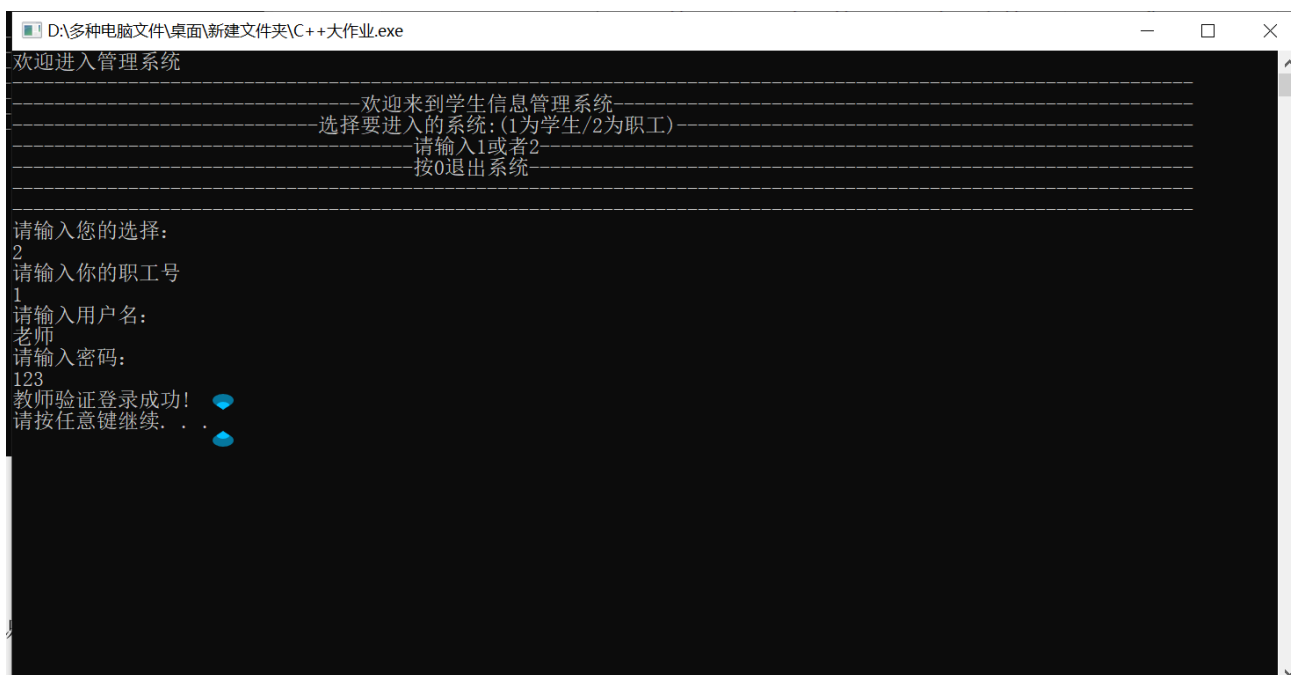 D:\多种电脑文件\桌面\新建文件夹\C++大作业.exe
欢迎进入管理系统
--------------------------------------------------------------------------------------------------------------
---------------------------------欢迎来到学生信息管理系统-------------------------------------------------------
-----------------------------选择要进入的系统:(1为学生/2为职工)-------------------------------------------------
--------------------------------------请输入1或者2--------------------------------------------------------------
--------------------------------------按0退出系统---------------------------------------------------------------
--------------------------------------------------------------------------------------------------------------
--------------------------------------------------------------------------------------------------------------
请输入您的选择:
2
请输入你的职工号
1
请输入用户名:
老师
请输入密码:
123
教师验证登录成功!
请按任意键继续. . .